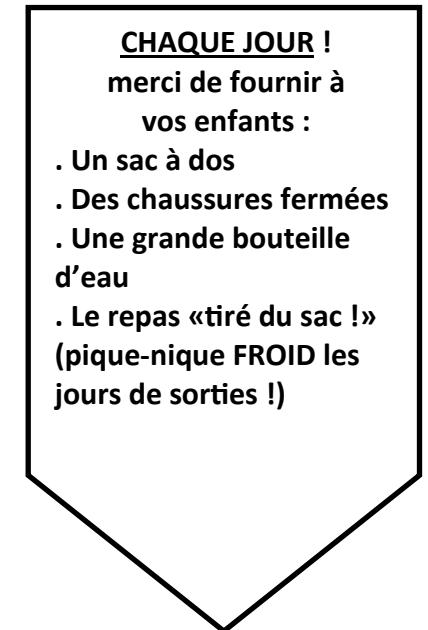 CHAQUE JOUR !
merci de fournir à
vos enfants :
. Un sac à dos
. Des chaussures fermées
. Une grande bouteille
d’eau
. Le repas «tiré du sac !»
(pique-nique FROID les
jours de sorties !)